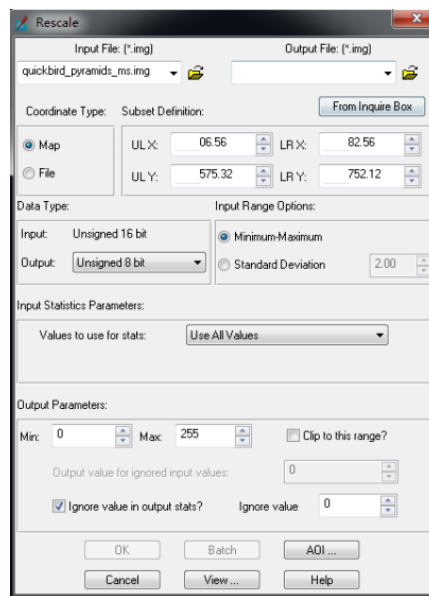 Rescale
Input File: (*.img) Output File: (*.img)
quickbird_pyramids_ms.img
Coordinate Type: Subset Definition: From Inquire Box
Map UL X: 06.56 LR X: 82.56
File UL Y: 575.32 LR Y: 752.12
Data Type: Input Range Options:
Input: Unsigned 16 bit Minimum-Maximum
Output: Unsigned 8 bit Standard Deviation 2.00
Input Statistics Parameters:
Values to use for stats: Use All Values
Output Parameters:
Min: 0 Max: 255 Clip to this range?
Output value for ignored input values: 0
Ignore value in output stats? Ignore value 0
OK Batch AOI ...
Cancel View ... Help